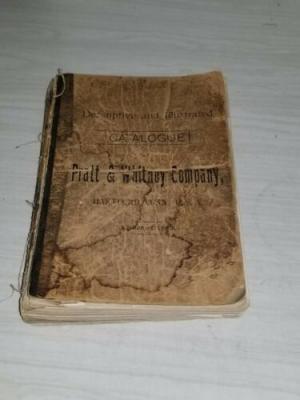 Descriptive and Illustrated
CATALOGUE
Pratt & Whitney Company,
HARTFORD, CONN.